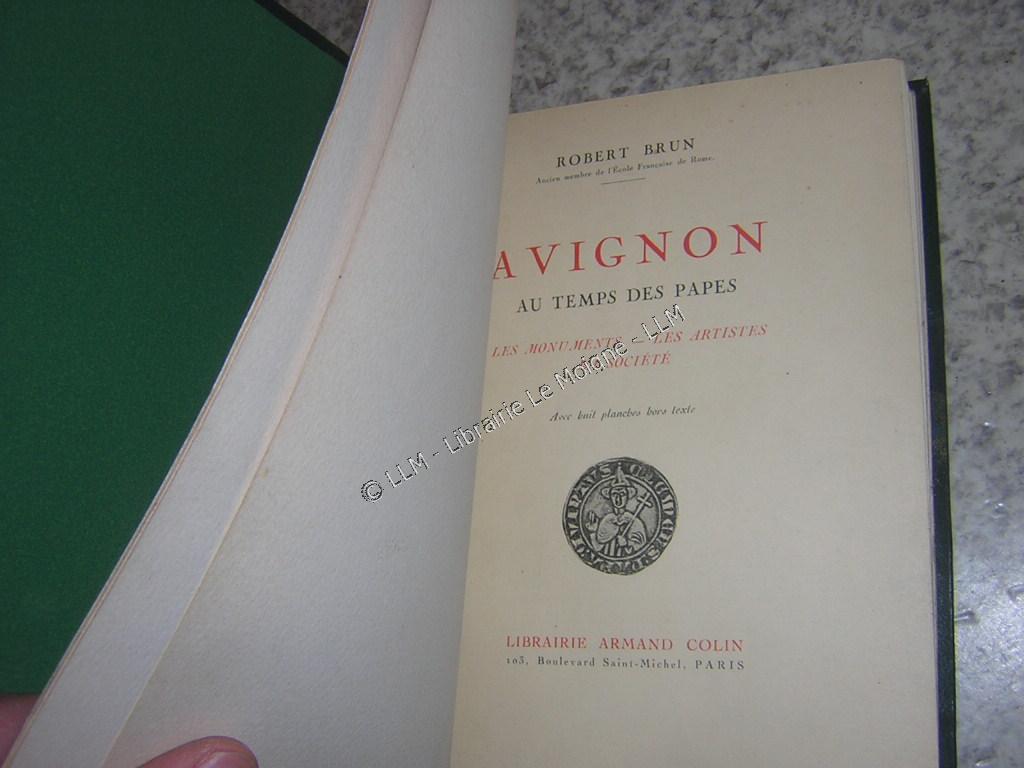 ROBERT BRUN
Ancien membre de l'École Française de Rome.
AVIGNON
AU TEMPS DES PAPES
LES MONUMENTS - LES ARTISTES
SOCIÉTÉ
Avec huit planches hors texte
LIBRAIRIE ARMAND COLIN
103, Boulevard Saint-Michel, PARIS
© LLM - Librairie Le Moigne - LLM